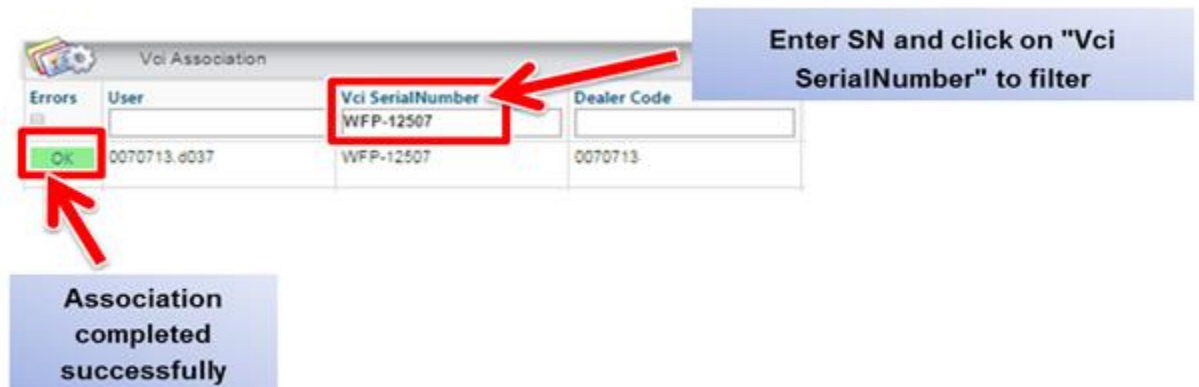 Vci Association
Enter SN and click on "Vci
SerialNumber" to filter
Errors User Vci SerialNumber Dealer Code
WFP-12507
OK 0070713.d037 WFP-12507 0070713
Association
completed
successfully